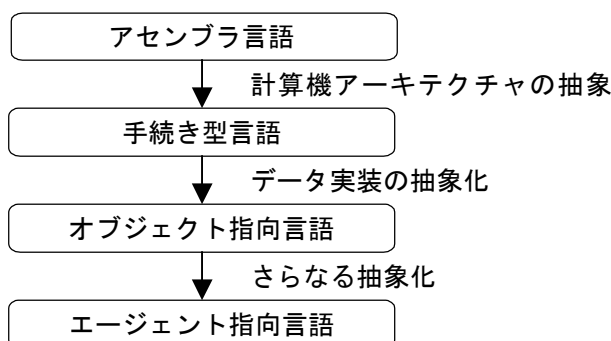 アセンブラ言語
計算機アーキテクチャの抽象
手続き型言語
データ実装の抽象化
オブジェクト指向言語
さらなる抽象化
エージェント指向言語